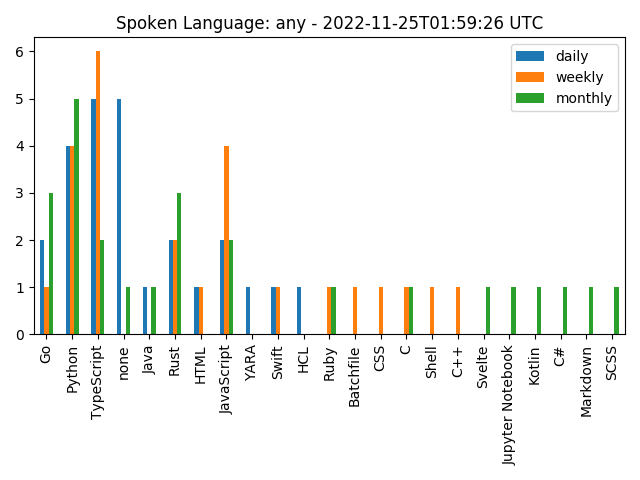 Spoken Language: any - 2022-11-25T01:59:26 UTC
daily
weekly
monthly
6
5
4
3
2
1
0
Go
Python
TypeScript
none
Java
Rust
HTML
JavaScript
YARA
Swift
HCL
Ruby
Batchfile
CSS
C
Shell
C++
Svelte
Jupyter Notebook
Kotlin
C#
Markdown
SCSS